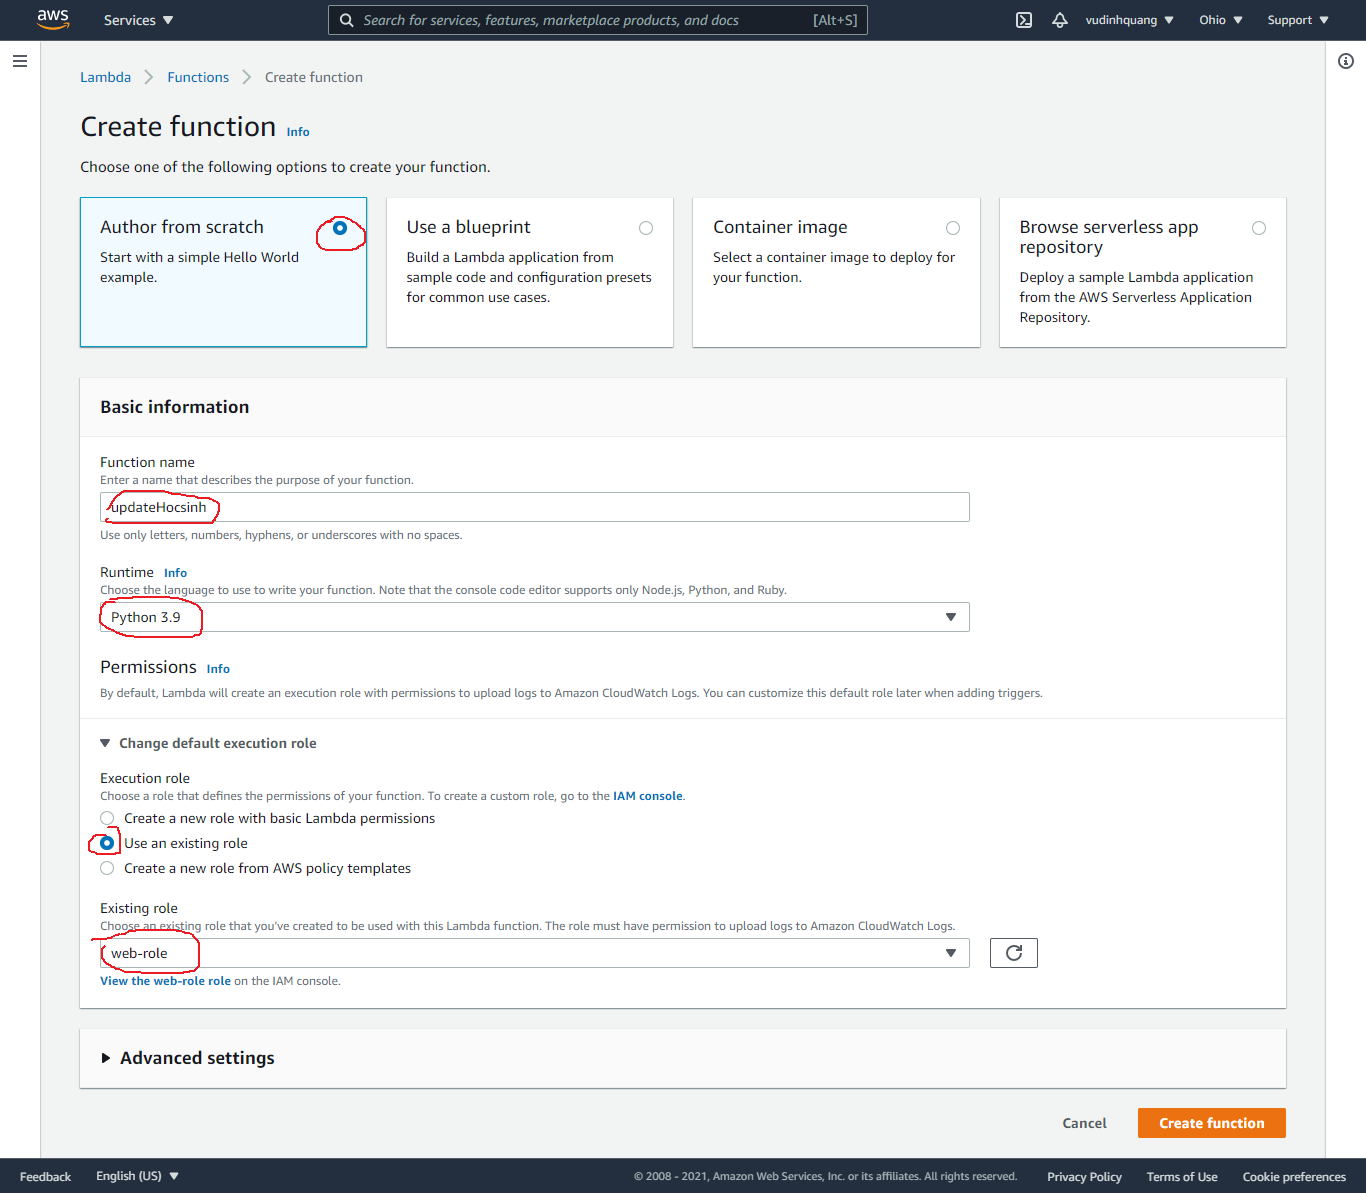 aws
Services
Search for services, features, marketplace products, and docs [Alt+S]
vudinhquang
Ohio
Support
Lambda
Functions
Create function
Create function Info
Choose one of the following options to create your function.
Author from scratch
Start with a simple Hello World
example.
Use a blueprint
Build a Lambda application from
sample code and configuration presets
for common use cases.
Container image
Select a container image to deploy for
your function.
Browse serverless app
repository
Deploy a sample Lambda application
from the AWS Serverless Application
Repository.
Basic information
Function name
Enter a name that describes the purpose of your function.
updateHocsinh
Use only letters, numbers, hyphens, or underscores with no spaces.
Runtime Info
Choose the language to use to write your function. Note that the console code editor supports only Node.js, Python, and Ruby.
Python 3.9
Permissions Info
By default, Lambda will create an execution role with permissions to upload logs to Amazon CloudWatch Logs. You can customize this default role later when adding triggers.
Change default execution role
Execution role
Choose a role that defines the permissions of your function. To create a custom role, go to the IAM console.
Create a new role with basic Lambda permissions
Use an existing role
Create a new role from AWS policy templates
Existing role
Choose an existing role that you've created to be used with this Lambda function. The role must have permission to upload logs to Amazon CloudWatch Logs.
web-role
View the web-role role on the IAM console.
Advanced settings
Cancel
Create function
Feedback
English (US)
© 2008 - 2021, Amazon Web Services, Inc. or its affiliates. All rights reserved.
Privacy Policy
Terms of Use
Cookie preferences